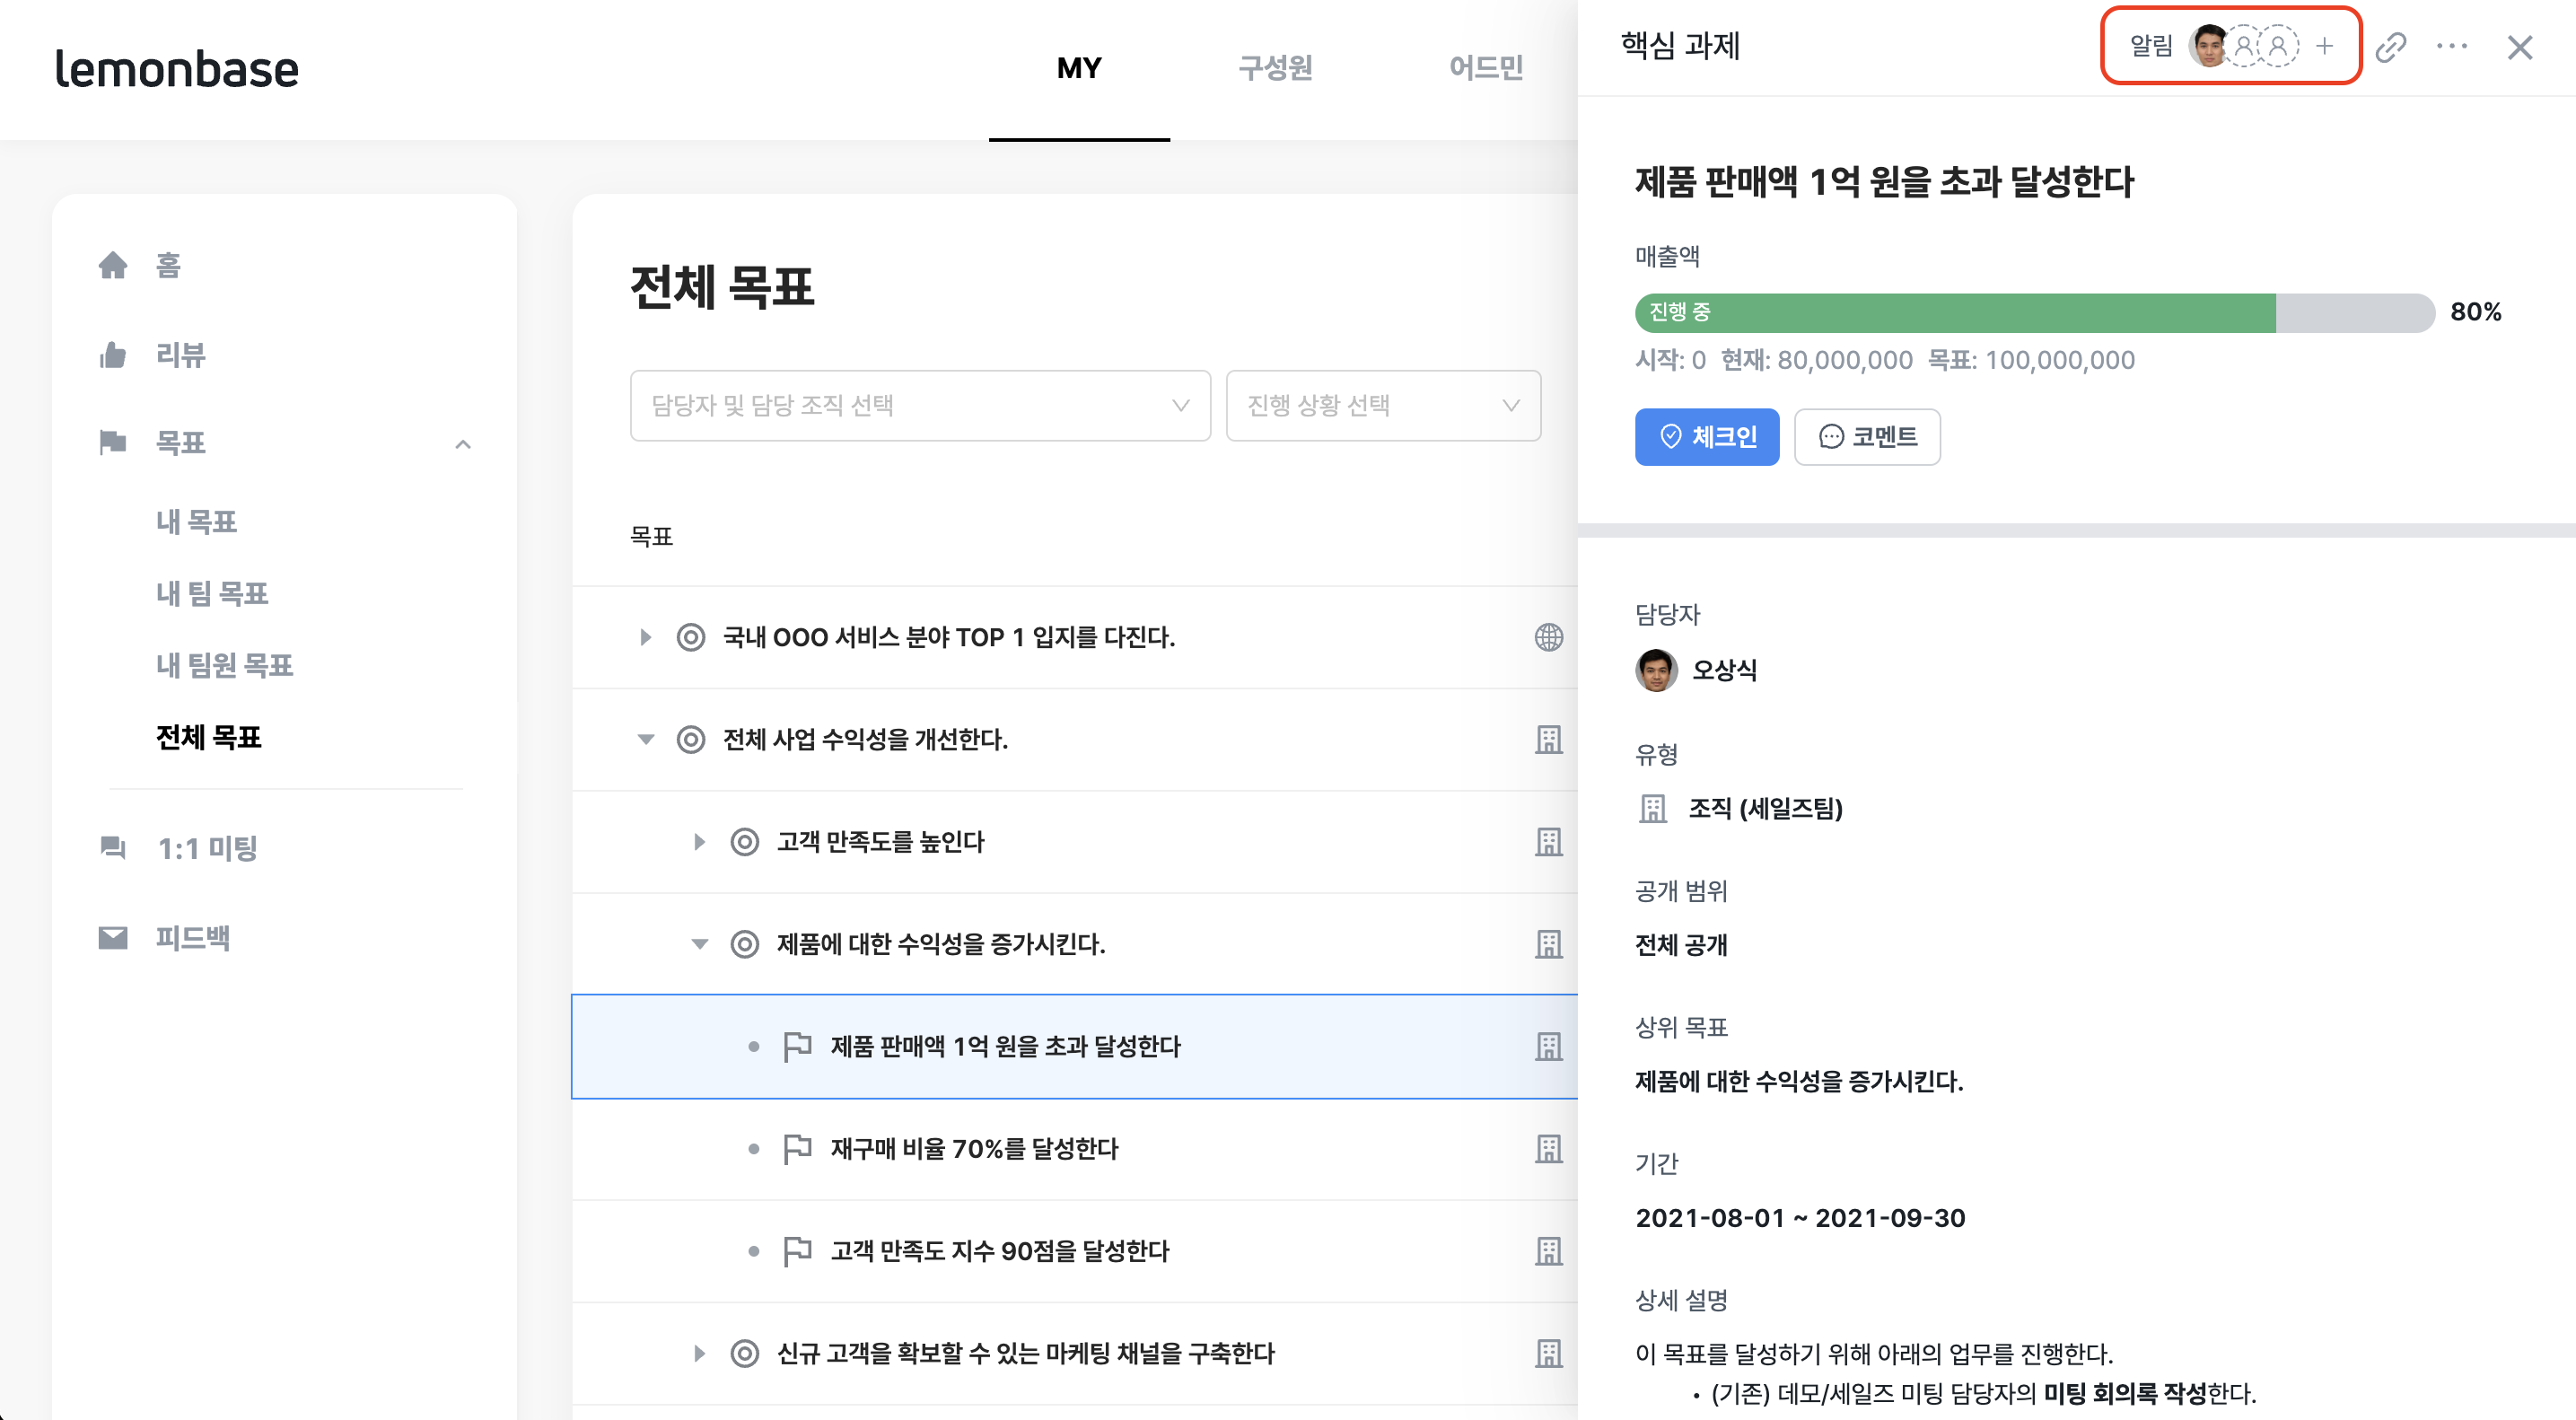 lemonbase
MY
구성원
어드민
홈
리뷰
목표
내 목표
내 팀 목표
내 팀원 목표
전체 목표
1:1 미팅
피드백
전체 목표
담당자 및 담당 조직 선택
진행 상황 선택
목표
국내 OOO 서비스 분야 TOP 1 입지를 다진다.
전체 사업 수익성을 개선한다.
고객 만족도를 높인다
제품에 대한 수익성을 증가시킨다.
제품 판매액 1억 원을 초과 달성한다
재구매 비율 70%를 달성한다
고객 만족도 지수 90점을 달성한다
신규 고객을 확보할 수 있는 마케팅 채널을 구축한다
핵심 과제
알림
제품 판매액 1억 원을 초과 달성한다
매출액
진행 중
80%
시작: 0 현재: 80,000,000 목표: 100,000,000
체크인
코멘트
담당자
오상식
유형
조직 (세일즈팀)
공개 범위
전체 공개
상위 목표
제품에 대한 수익성을 증가시킨다.
기간
2021-08-01 ~ 2021-09-30
상세 설명
이 목표를 달성하기 위해 아래의 업무를 진행한다.
• (기존) 데모/세일즈 미팅 담당자의 미팅 회의록 작성한다.